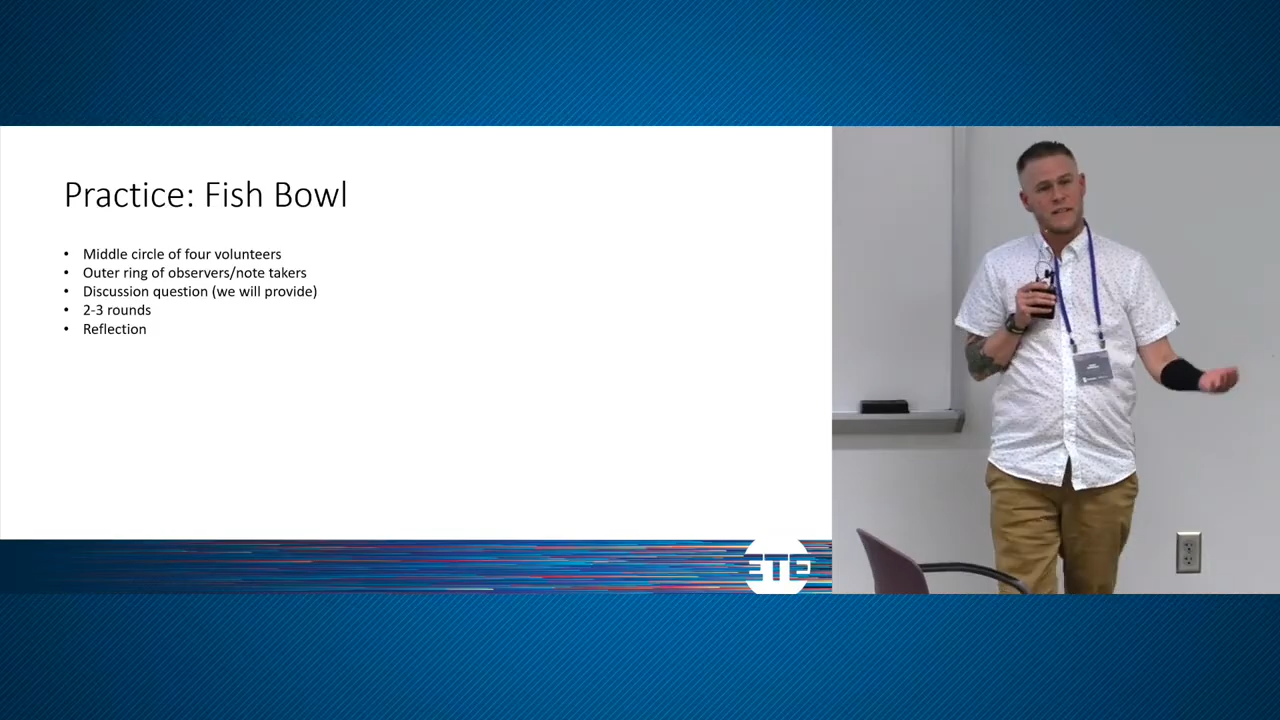 Practice: Fish Bowl
• Middle circle of four volunteers
• Outer ring of observers/note takers
• Discussion question (we will provide)
• 2-3 rounds
• Reflection
ETE